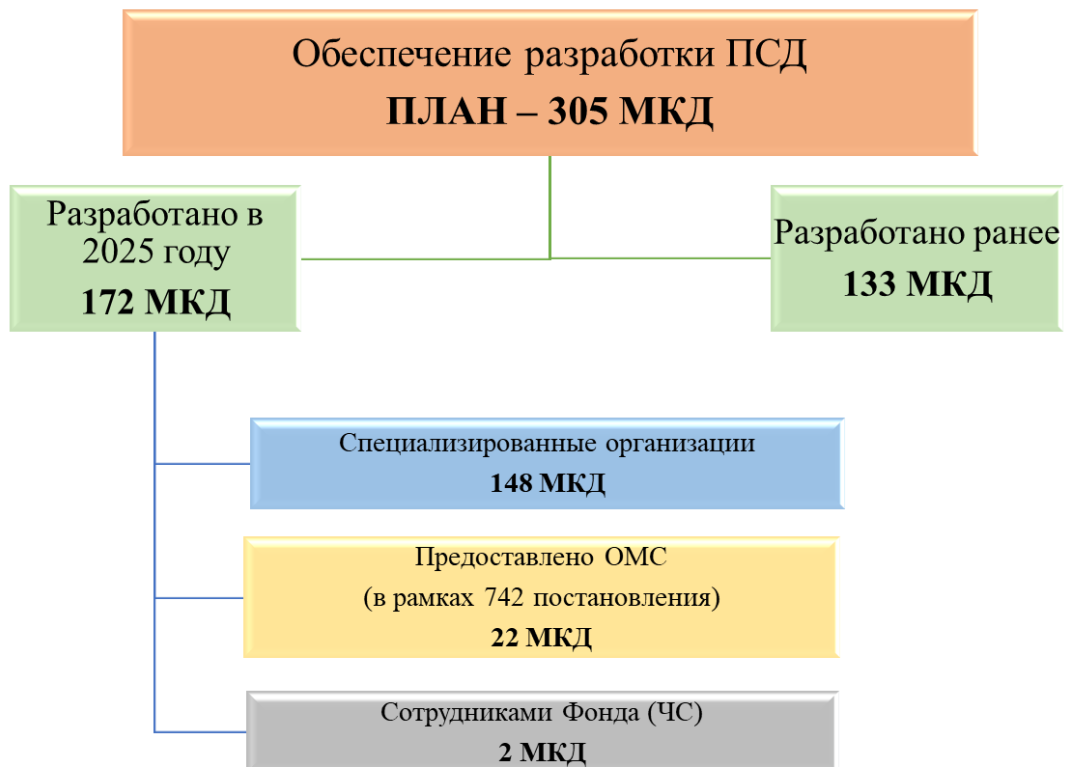 Обеспечение разработки ПСД
ПЛАН – 305 МКД
Разработано в
2025 году
172 МКД
Разработано ранее
133 МКД
Специализированные организации
148 МКД
Предоставлено ОМС
(в рамках 742 постановления)
22 МКД
Сотрудниками Фонда (ЧС)
2 МКД